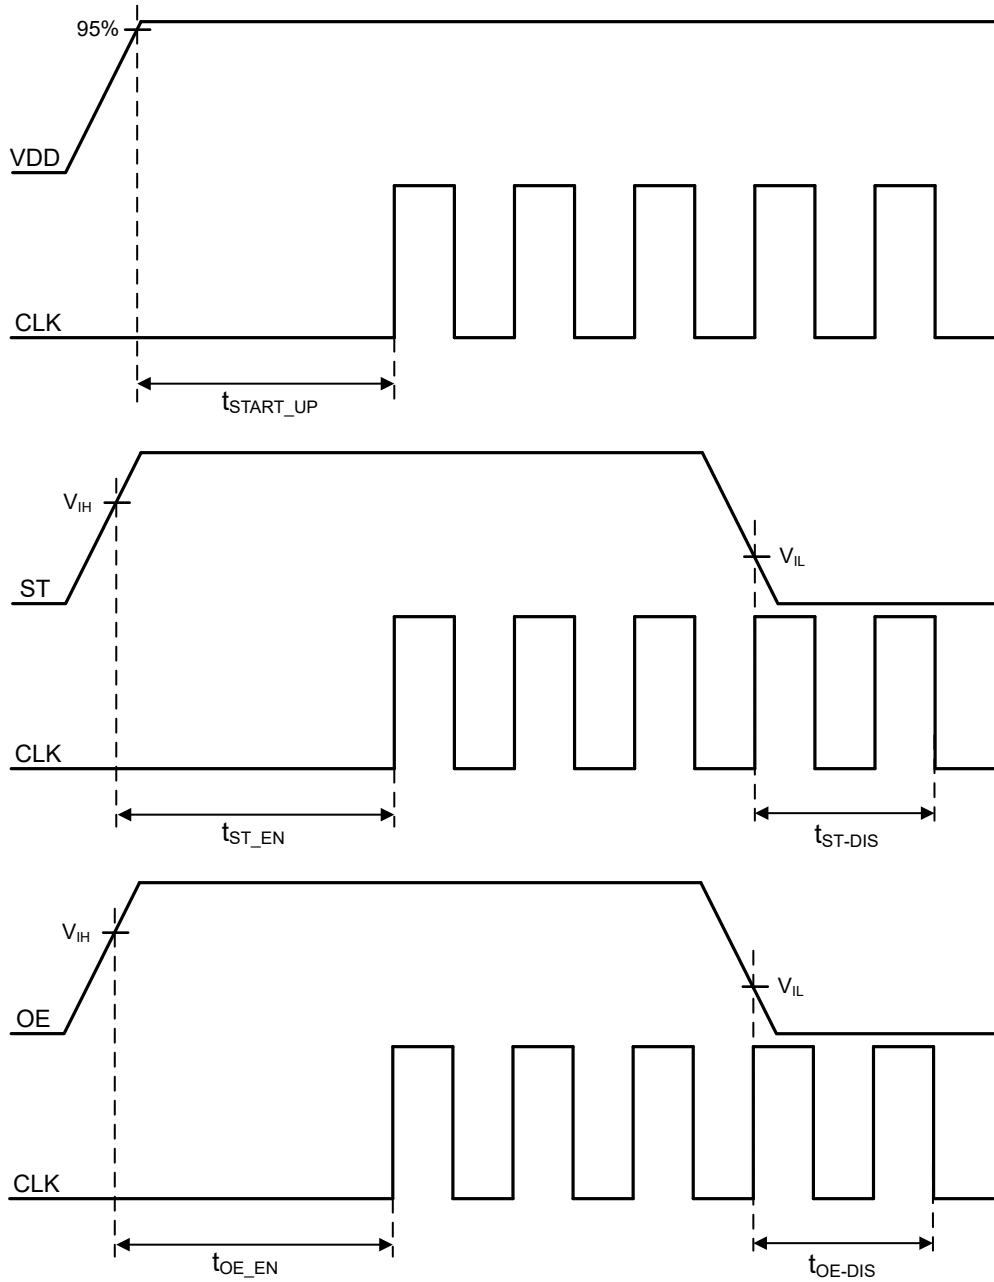 95%
VDD
CLK
tSTART_UP
VIH
ST
VIL
CLK
tST_EN
tST-DIS
VIH
OE
VIL
CLK
tOE_EN
tOE-DIS